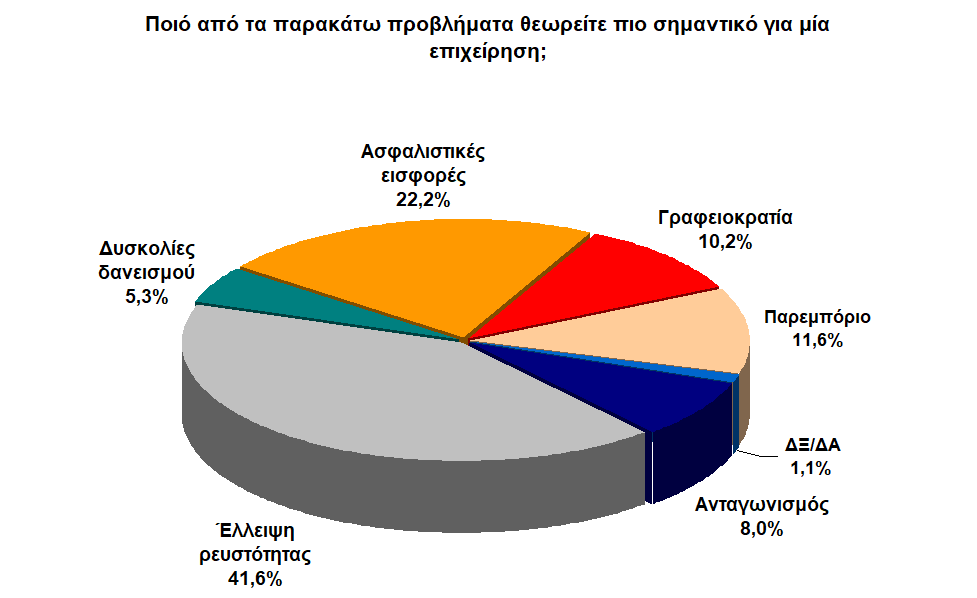 Ποιό από τα παρακάτω προβλήματα θεωρείτε πιο σημαντικό για μία
επιχείρηση;
Ασφαλιστικές
εισφορές
22,2%
Γραφειοκρατία
10,2%
Δυσκολίες
δανεισμού
5,3%
Παρεμπόριο
11,6%
ΔΞ/ΔΑ
1,1%
Ανταγωνισμός
8,0%
Έλλειψη
ρευστότητας
41,6%